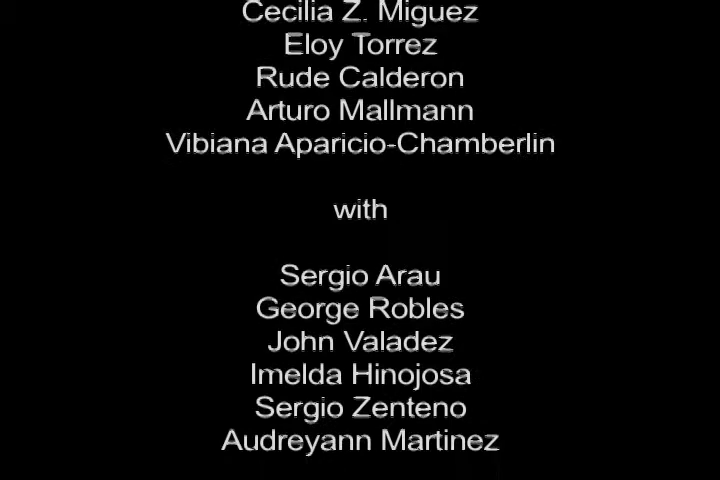 Cecilia Z. Miguez
Eloy Torrez
Rude Calderon
Arturo Mallmann
Vibiana Aparicio-Chamberlin
with
Sergio Arau
George Robles
John Valadez
Imelda Hinojosa
Sergio Zenteno
Audreyann Martinez